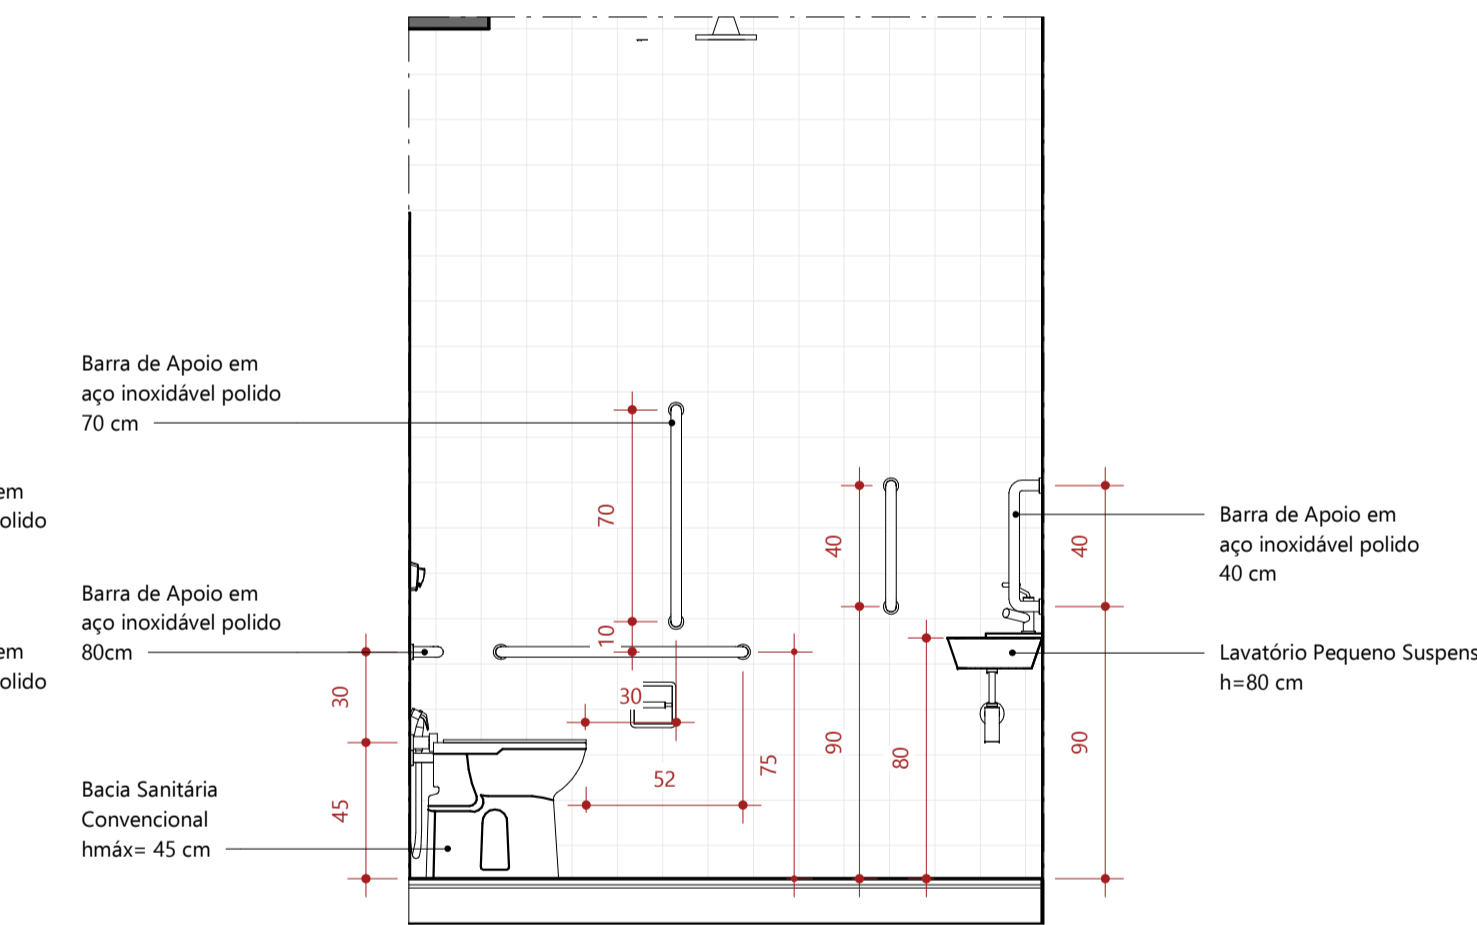 Barra de Apoio em
aço inoxidável polido
70 cm
em
olido
Barra de Apoio em
aço inoxidável polido
80cm
em
olido
Bacia Sanitária
Convencional
hmáx= 45 cm
30
45
70
10
30
52
75
40
90
80
40
90
Barra de Apoio em
aço inoxidável polido
40 cm
Lavatório Pequeno Suspens
h=80 cm